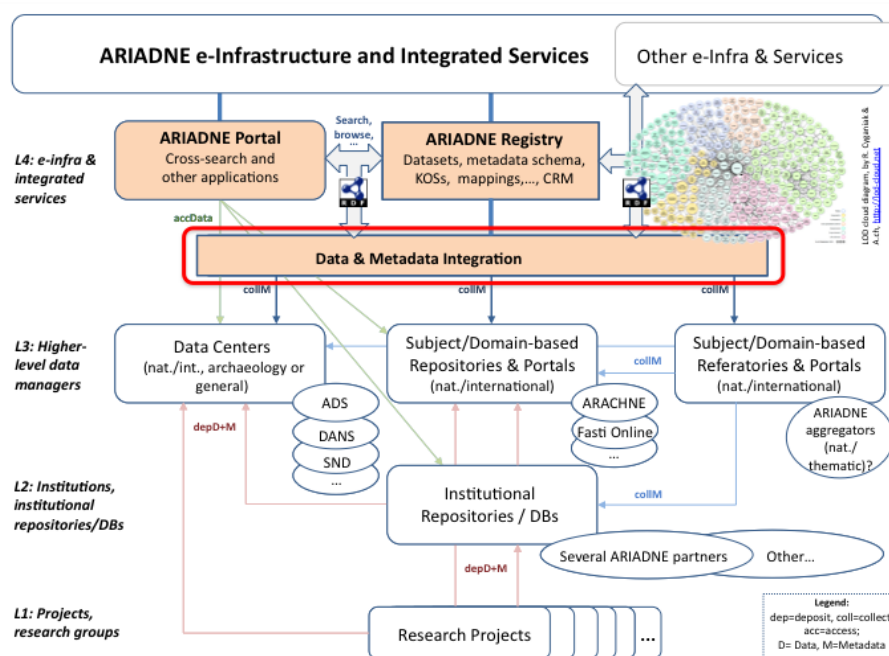 ARIADNE e-Infrastructure and Integrated Services
Other e-Infra & Services
L4: e-infra &
integrated
services
ARIADNE Portal
Cross-search and
other applications
Search,
browse,
...
ARIADNE Registry
Datasets, metadata schema,
KOSs, mappings,..., CRM
RDF
RDF
LOD cloud diagram, by R. Cyganiak &
A.ch, http://lod-cloud.net
accData
Data & Metadata Integration
collM
collM
collM
L3: Higher-
level data
managers
Data Centers
(nat./int., archaeology or
general)
Subject/Domain-based
Repositories & Portals
(nat./international)
collM
Subject/Domain-based
Referatories & Portals
(nat./international)
depD+M
ADS
DANS
SND
...
ARACHNE
Fasti Online
...
ARIADNE
aggregators
(nat./
thematic)?
L2: Institutions,
institutional
repositories/DBs
Institutional
Repositories / DBs
collM
Several ARIADNE partners
Other...
depD+M
L1: Projects,
research groups
Research Projects
...
Legend:
dep=deposit, coll=collect
acc=access;
D= Data, M=Metadata